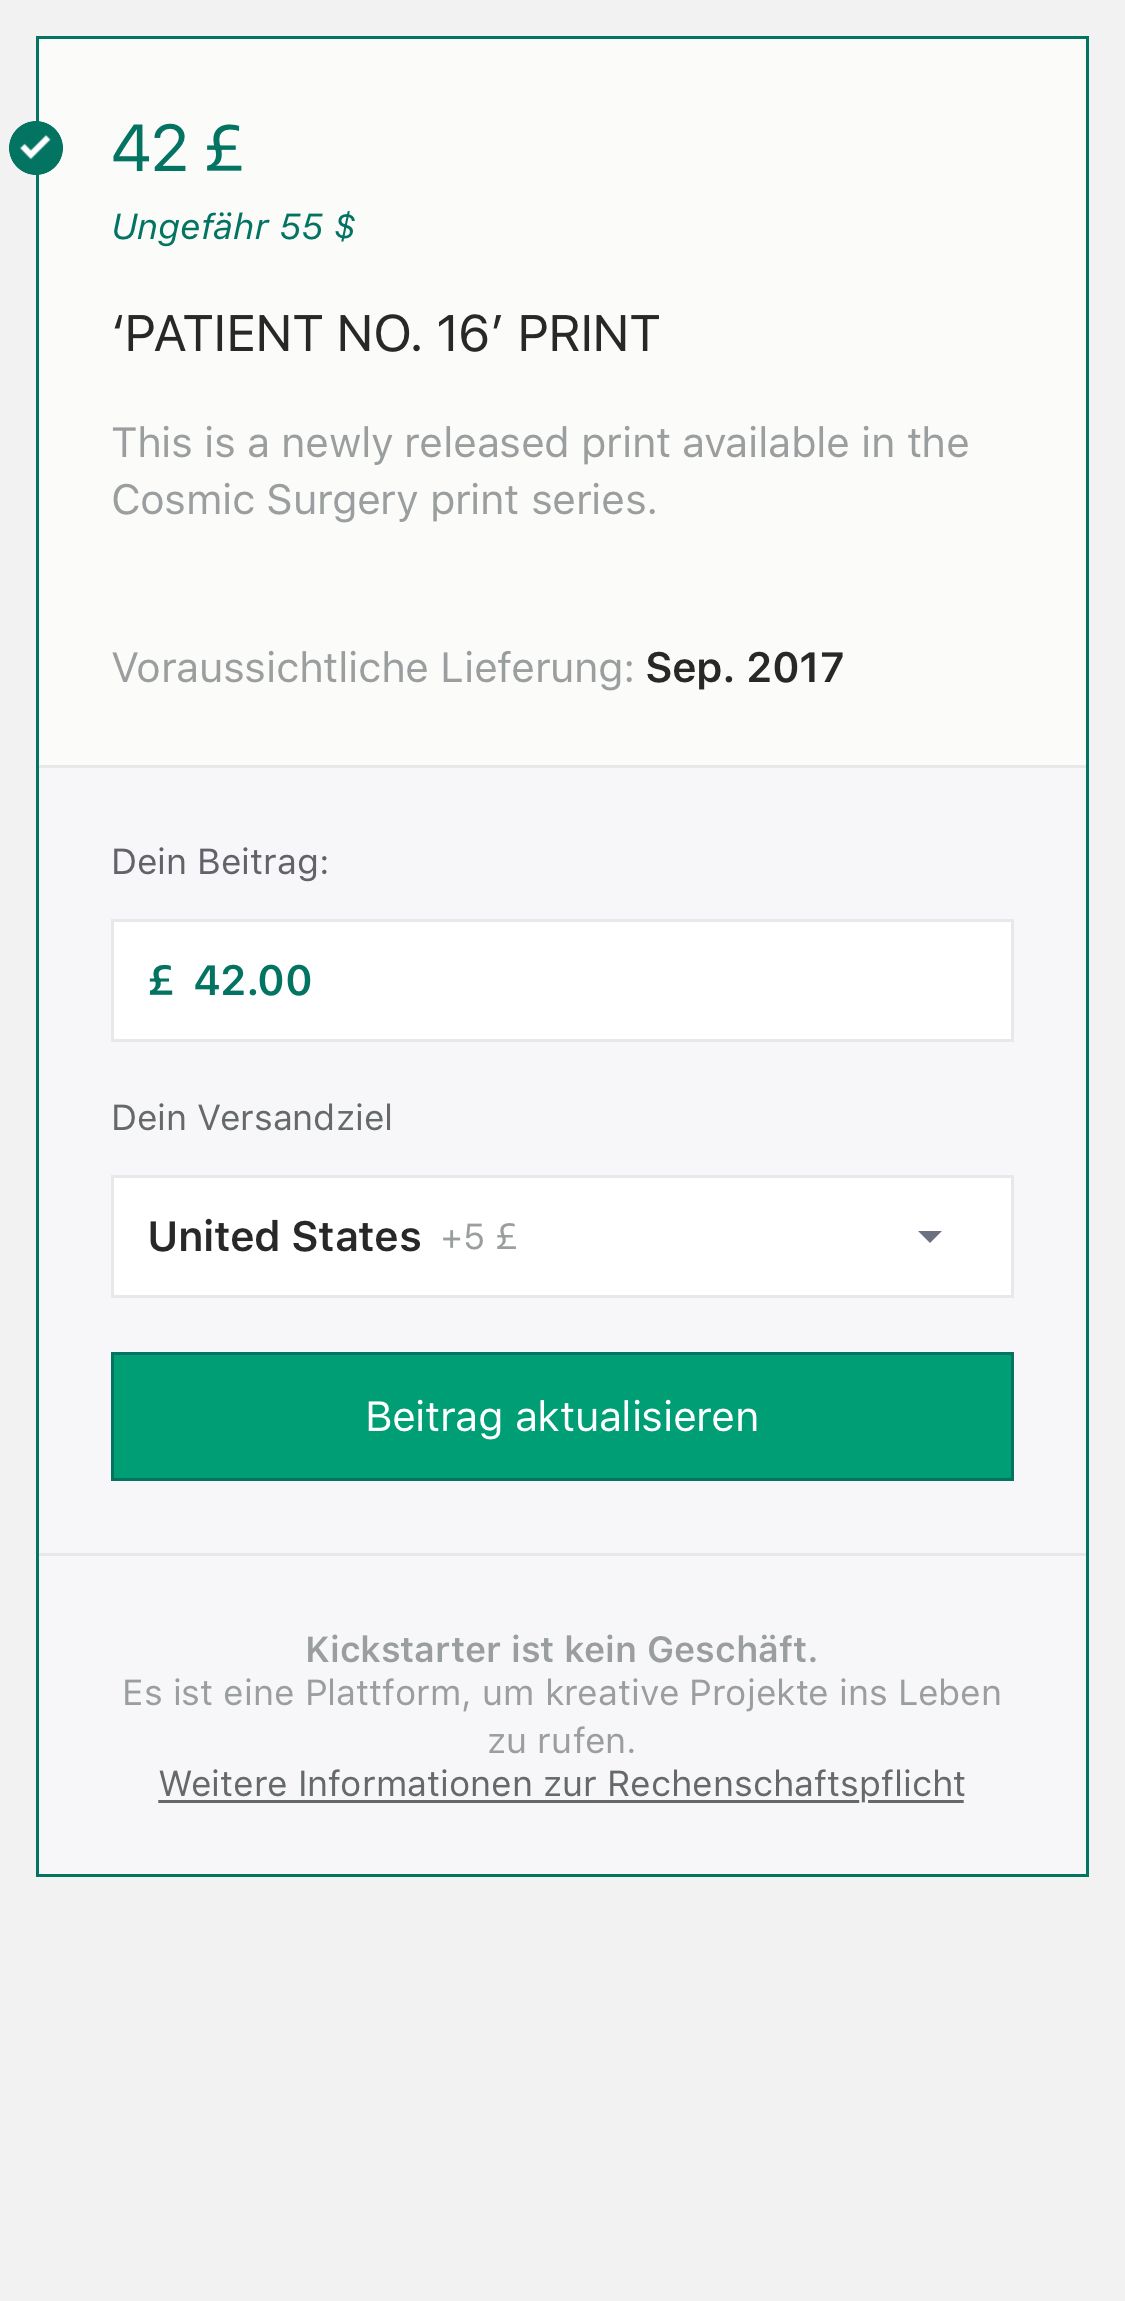 42 £
Ungefähr 55 $
‘PATIENT NO. 16’ PRINT
This is a newly released print available in the
Cosmic Surgery print series.
Voraussichtliche Lieferung: Sep. 2017
Dein Beitrag:
£ 42.00
Dein Versandziel
United States +5 £
Beitrag aktualisieren
Kickstarter ist kein Geschäft.
Es ist eine Plattform, um kreative Projekte ins Leben
zu rufen.
Weitere Informationen zur Rechenschaftspflicht